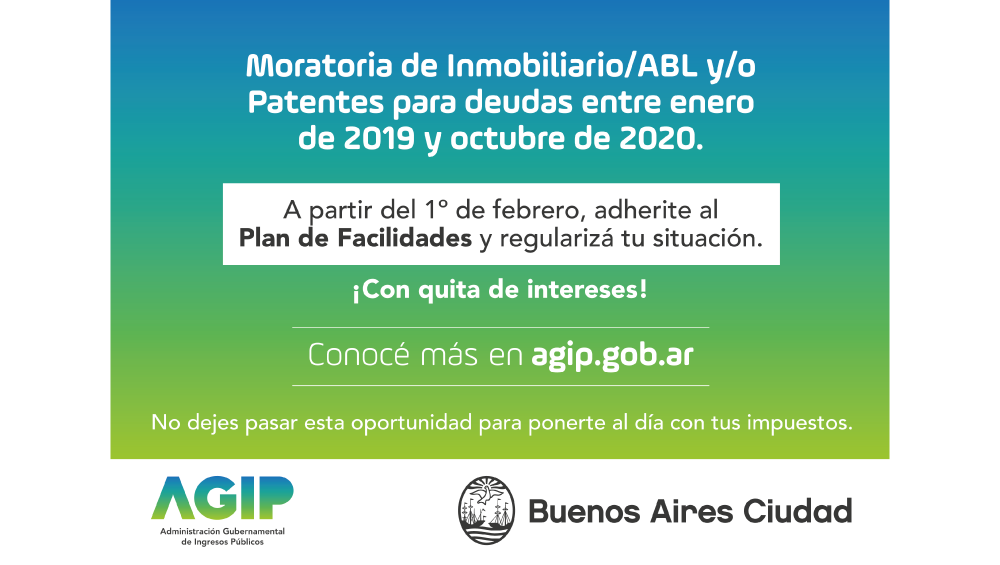 Moratoria de Inmobiliario/ABL y/o
Patentes para deudas entre enero
de 2019 y octubre de 2020.
A partir del 1º de febrero, adherite al
Plan de Facilidades y regularizá tu situación.
¡Con quita de intereses!
Conocé más en agip.gob.ar
No dejes pasar esta oportunidad para ponerte al día con tus impuestos.
AGIP
Administración Gubernamental
de Ingresos Públicos
Buenos Aires Ciudad